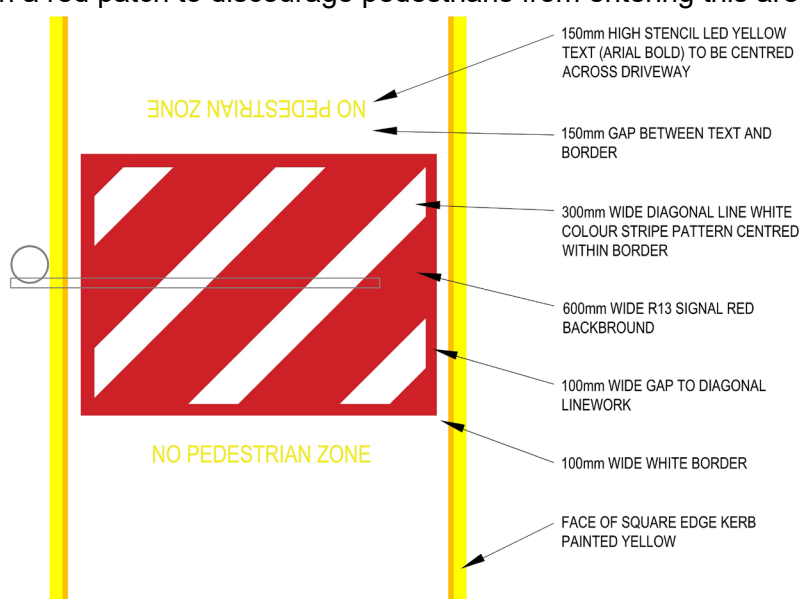 a red patch to discourage pedestrians from entering this are
150mm HIGH STENCIL LED YELLOW
TEXT (ARIAL BOLD) TO BE CENTRED
ACROSS DRIVEWAY
NO PEDESTRIAN ZONE
150mm GAP BETWEEN TEXT AND
BORDER
300mm WIDE DIAGONAL LINE WHITE
COLOUR STRIPE PATTERN CENTRED
WITHIN BORDER
600mm WIDE R13 SIGNAL RED
BACKBROUND
100mm WIDE GAP TO DIAGONAL
LINEWORK
NO PEDESTRIAN ZONE
100mm WIDE WHITE BORDER
FACE OF SQUARE EDGE KERB
PAINTED YELLOW